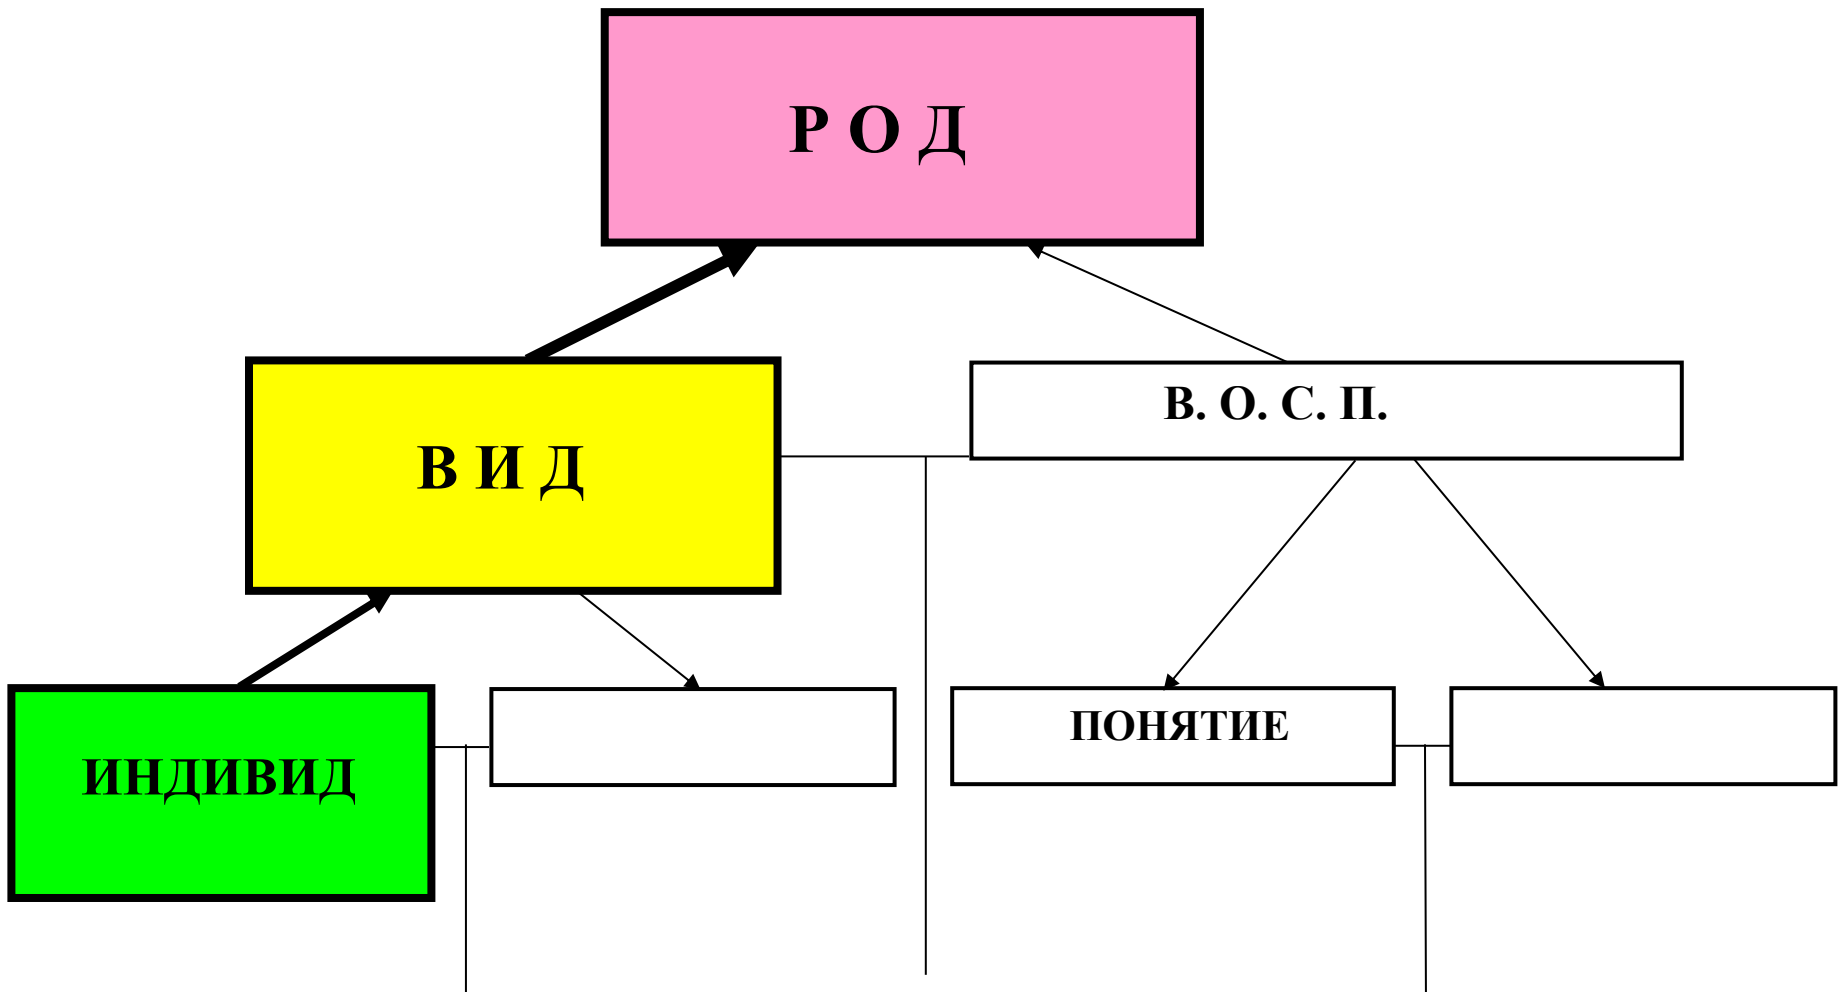 Р О Д
В И Д
В. О. С. П.
ИНДИВИД
ПОНЯТИЕ